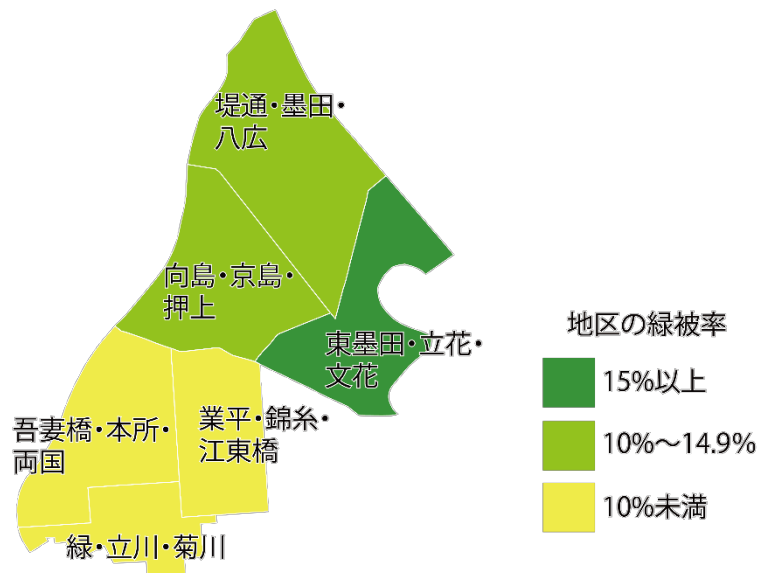 堤通・墨田・
八広
向島・京島・
押上
東墨田・立花・
文花
吾妻橋・本所・
両国
業平・錦糸・
江東橋
緑・立川・菊川
地区の緑被率
15%以上
10%～14.9%
10%未満